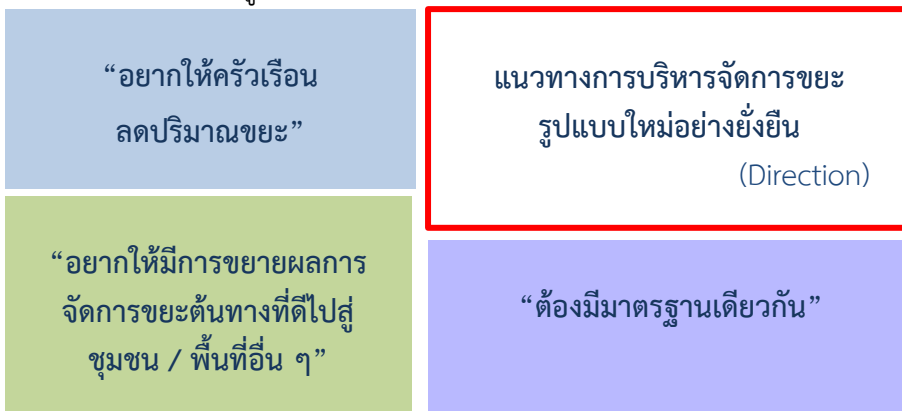 “อยากให้ครัวเรือน
ลดปริมาณขยะ”
แนวทางการบริหารจัดการขยะ
รูปแบบใหม่อย่างยั่งยืน
(Direction)
“อยากให้มีการขยายผลการ
จัดการขยะต้นทางที่ดีไปสู่
ชุมชน / พื้นที่อื่น ๆ”
“ต้องมีมาตรฐานเดียวกัน”